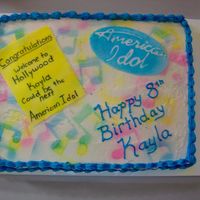 Congratulations
Welcome to
Hollywood
Kayla
Could be the
next
American Idol
American
Idol
Happy 8th
Birthday
Kayla